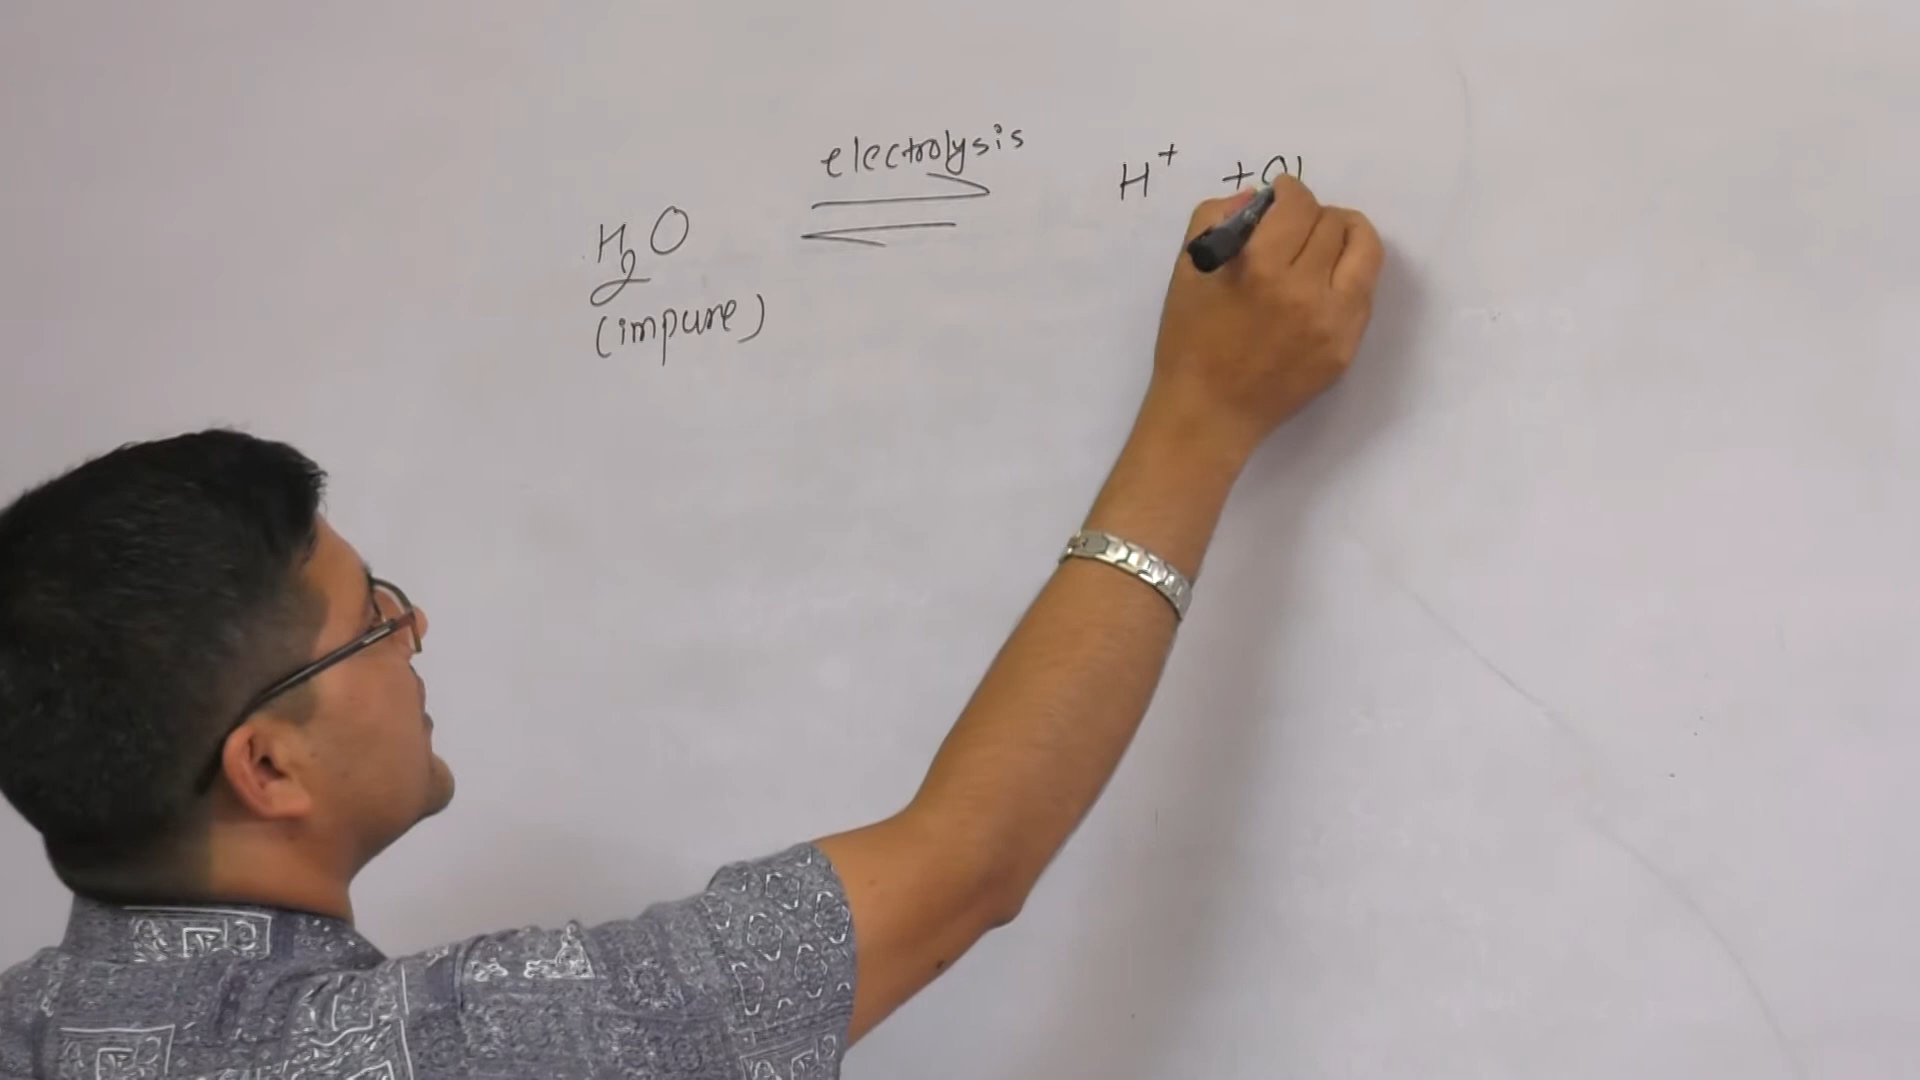 H₂O ⇌ electrolysis H⁺ + O
(impure)